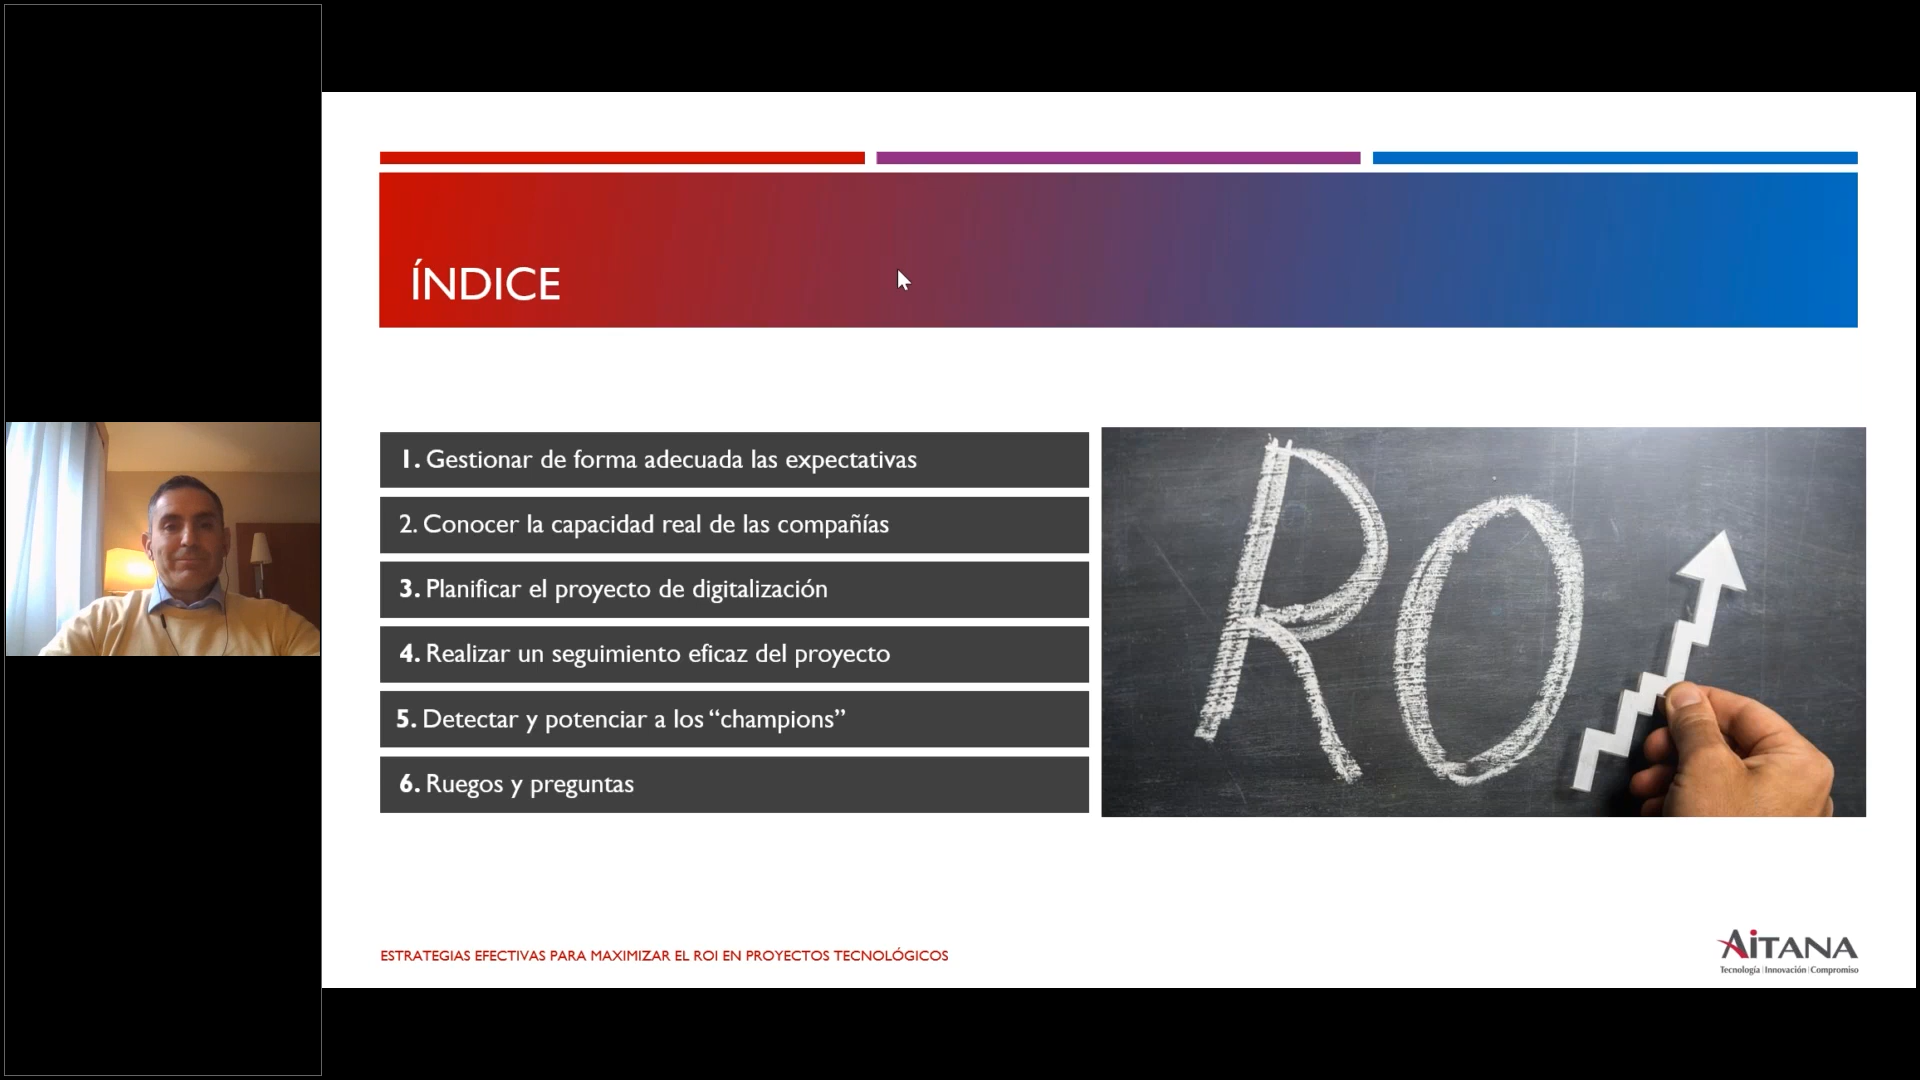 ÍNDICE
1. Gestionar de forma adecuada las expectativas
2. Conocer la capacidad real de las compañías
3. Planificar el proyecto de digitalización
4. Realizar un seguimiento eficaz del proyecto
5. Detectar y potenciar a los “champions”
6. Ruegos y preguntas
RO
ESTRATEGIAS EFECTIVAS PARA MAXIMIZAR EL ROI EN PROYECTOS TECNOLÓGICOS
AiTANA
Tecnología | Innovación | Compromiso